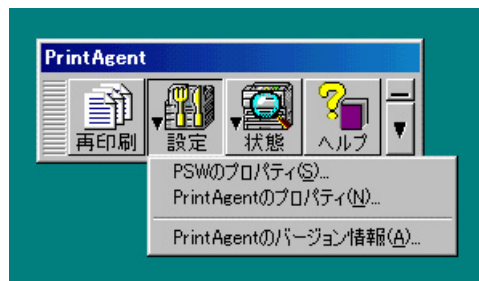 PrintAgent
再印刷
設定
状態
ヘルプ
PSWのプロパティ(S)...
PrintAgentのプロパティ(N)...
PrintAgentのバージョン情報(A)...